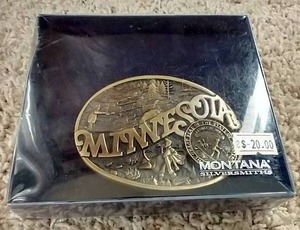 MINNESOTA
$-20.00
MONTANA
SILVERSMITHS